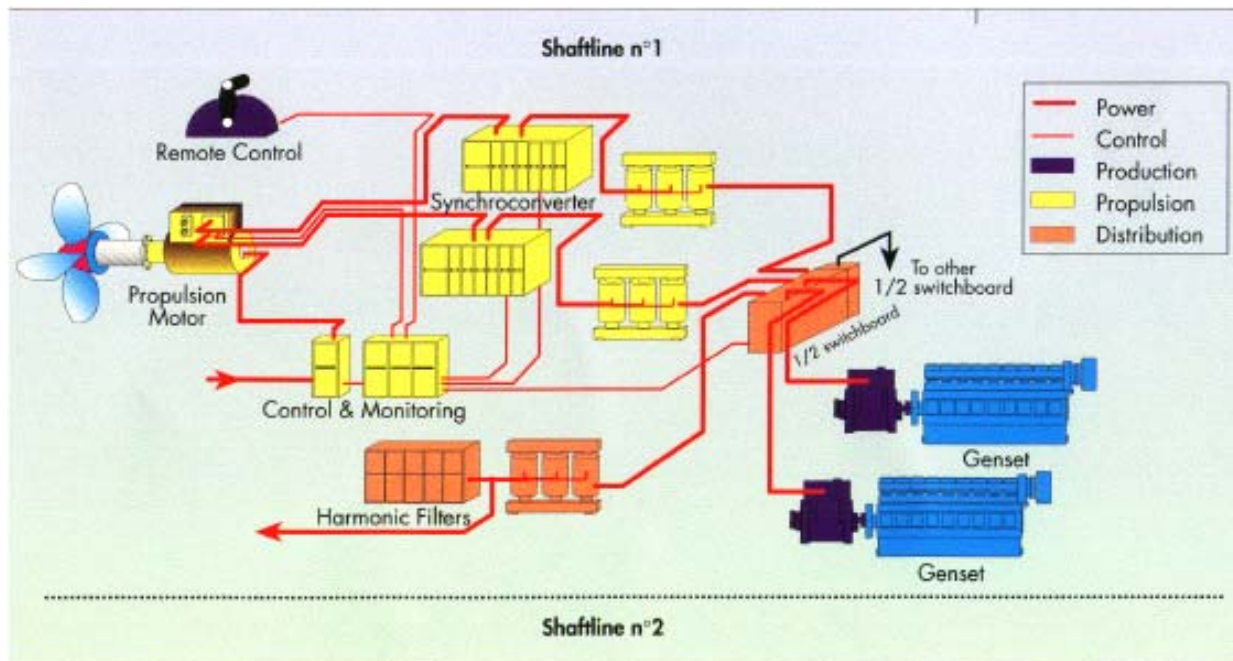 Shaftline n°1
Remote Control
Synchroconverter
Power
Control
Production
Propulsion
Distribution
Propulsion
Motor
To other
1/2 switchboard
1/2 switchboard
Control & Monitoring
Genset
Harmonic Filters
Genset
Shaftline n°2